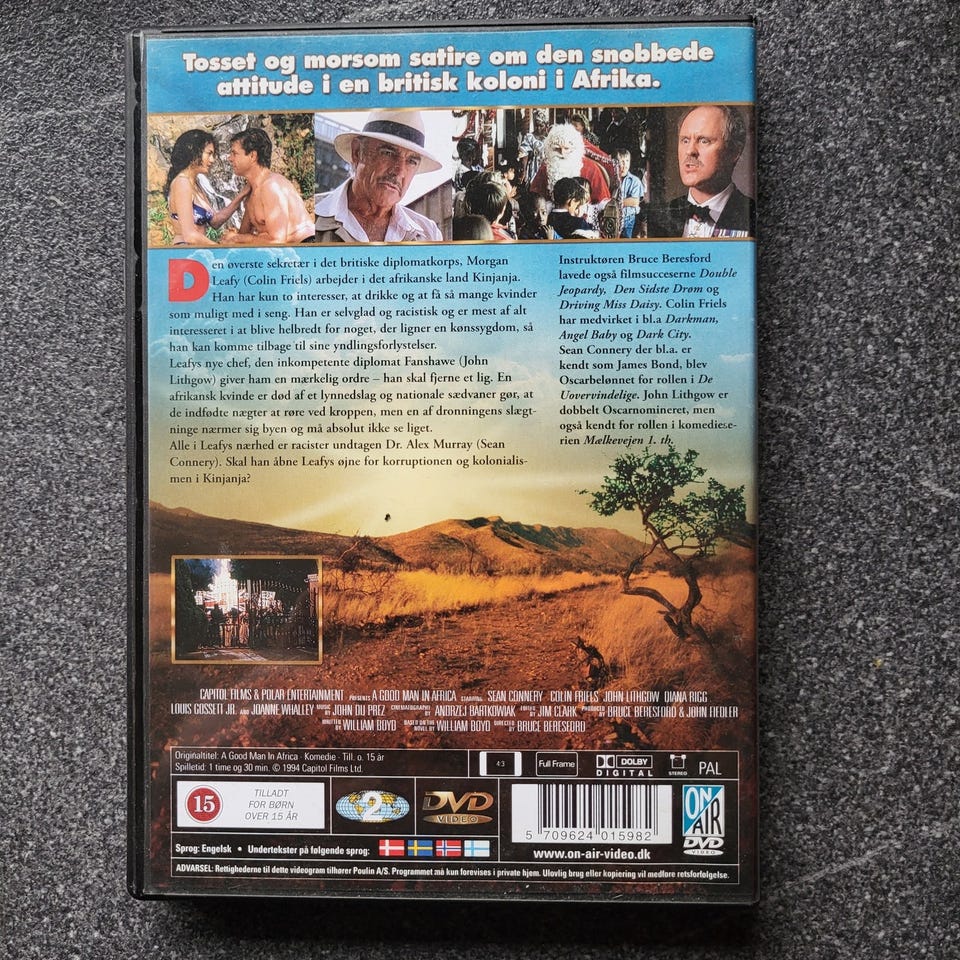 Tosset og morsom satire om den snobbede
attitude i en britisk koloni i Afrika.
Den øverste sekretær i det britiske diplomatkorps, Morgan
Leafy (Colin Friels) arbejder i det afrikanske land Kinjanja.
Han har kun to interesser, at drikke og at få så mange kvinder
som muligt med i seng. Han er selvglad og racistisk og er mest af alt
interesseret i at blive helbredt for noget, der ligner en kønssygdom, så
han kan komme tilbage til sine yndlingsforlystelser.
Leafys nye chef, den inkompetente diplomat Fanshawe (John
Lithgow) giver ham en mærkelig ordre – han skal fjerne et lig. En
afrikansk kvinde er død af et lynnedslag og nationale sædvaner gør, at
de indfødte nægter at røre ved kroppen, men en af dronningens slægt-
ninge nærmer sig byen og må absolut ikke se liget.
Alle i Leafys nærhed er racister undtagen Dr. Alex Murray (Sean
Connery). Skal han åbne Leafys øjne for korruptionen og kolonialis-
men i Kinjanja?
Instruktøren Bruce Beresford
lavede også filmsucceserne Double
Jeopardy, Den Sidste Drøm og
Driving Miss Daisy. Colin Friels
har medvirket i bl.a Darkman,
Angel Baby og Dark City.
Sean Connery der bl.a. er
kendt som James Bond, blev
Oscarbelønnet for rollen i De
Uovervindelige. John Lithgow er
dobbelt Oscarnomineret, men
også kendt for rollen i komediese-
rien Mælkevejen 1. th.
CAPITOL FILMS & POLAR ENTERTAINMENT PRESENTS A GOOD MAN IN AFRICA STARRING SEAN CONNERY COLIN FRIELS JOHN LITHGOW DIANA RIGG
LOUIS GOSSETT JR. AND JOANNE WHALLEY MUSIC BY JOHN DU PREZ CINEMATOGRAPHY BY ANDRZEJ BARTKOWIAK EDITED BY JIM CLARK PRODUCED BY BRUCE BERESFORD & JOHN FIEDLER
WRITTEN BY WILLIAM BOYD BASED ON THE NOVEL BY WILLIAM BOYD DIRECTED BY BRUCE BERESFORD
Originaltitel: A Good Man In Africa · Komedie · Till. o. 15 år
Spilletid: 1 time og 30 min. © 1994 Capitol Films Ltd.
4:3
Full Frame
DOLBY
DIGITAL
STEREO
PAL
15
TILLADT
FOR BØRN
OVER 15 ÅR
2
DVD
VIDEO
5 709624 015982
www.on-air-video.dk
ON
AIR
DVD
VIDEO
Sprog: Engelsk • Undertekster på følgende sprog:
ADVARSEL: Rettighederne til dette videogram tilhører Poulin A/S. Programmet må kun forevises i private hjem. Ulovlig brug eller kopiering vil medføre retsforfølgelse.